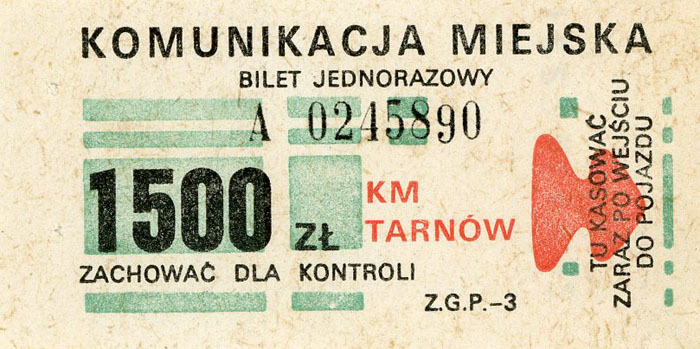 KOMUNIKACJA MIEJSKA
BILET JEDNORAZOWY
A 0245890
1500 ZŁ
KM
TARNÓW
ZACHOWAĆ DLA KONTROLI
Z.G.P.-3
TU KASOWAĆ
ZARAZ PO WEJŚCIU
DO POJAZDU